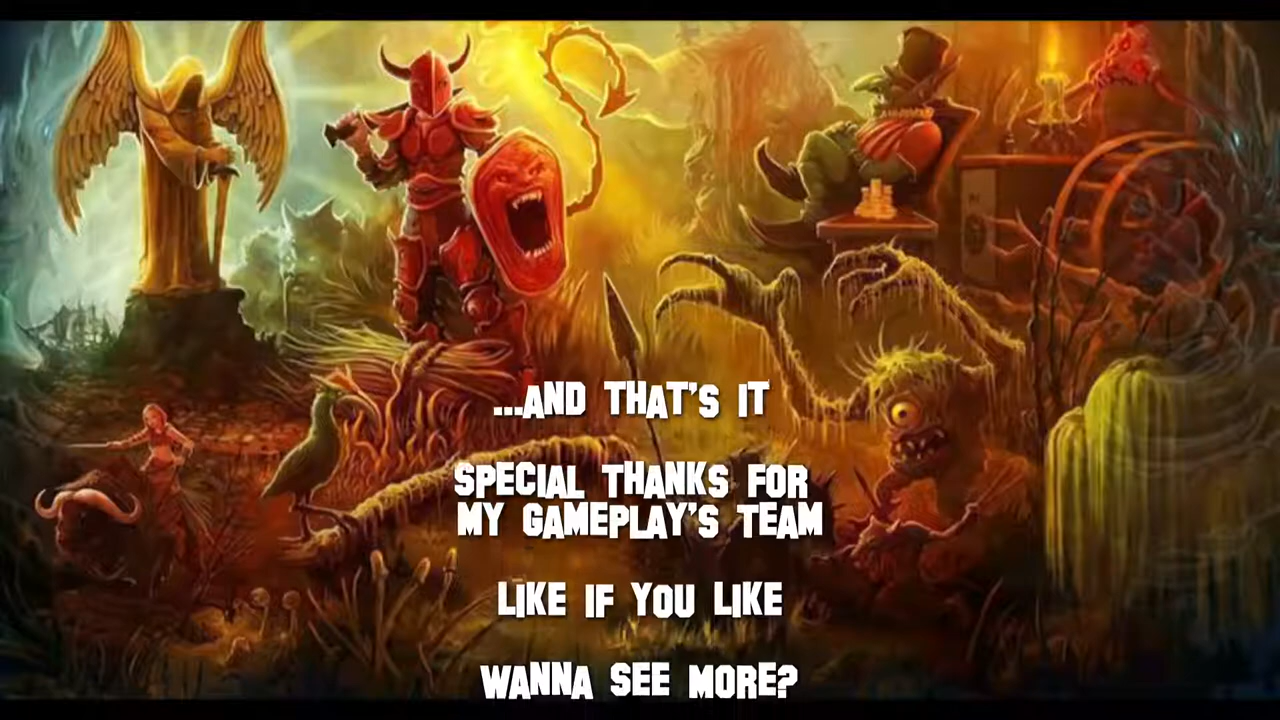 ...AND THAT'S IT
SPECIAL THANKS FOR
MY GAMEPLAY'S TEAM
LIKE IF YOU LIKE
WANNA SEE MORE?